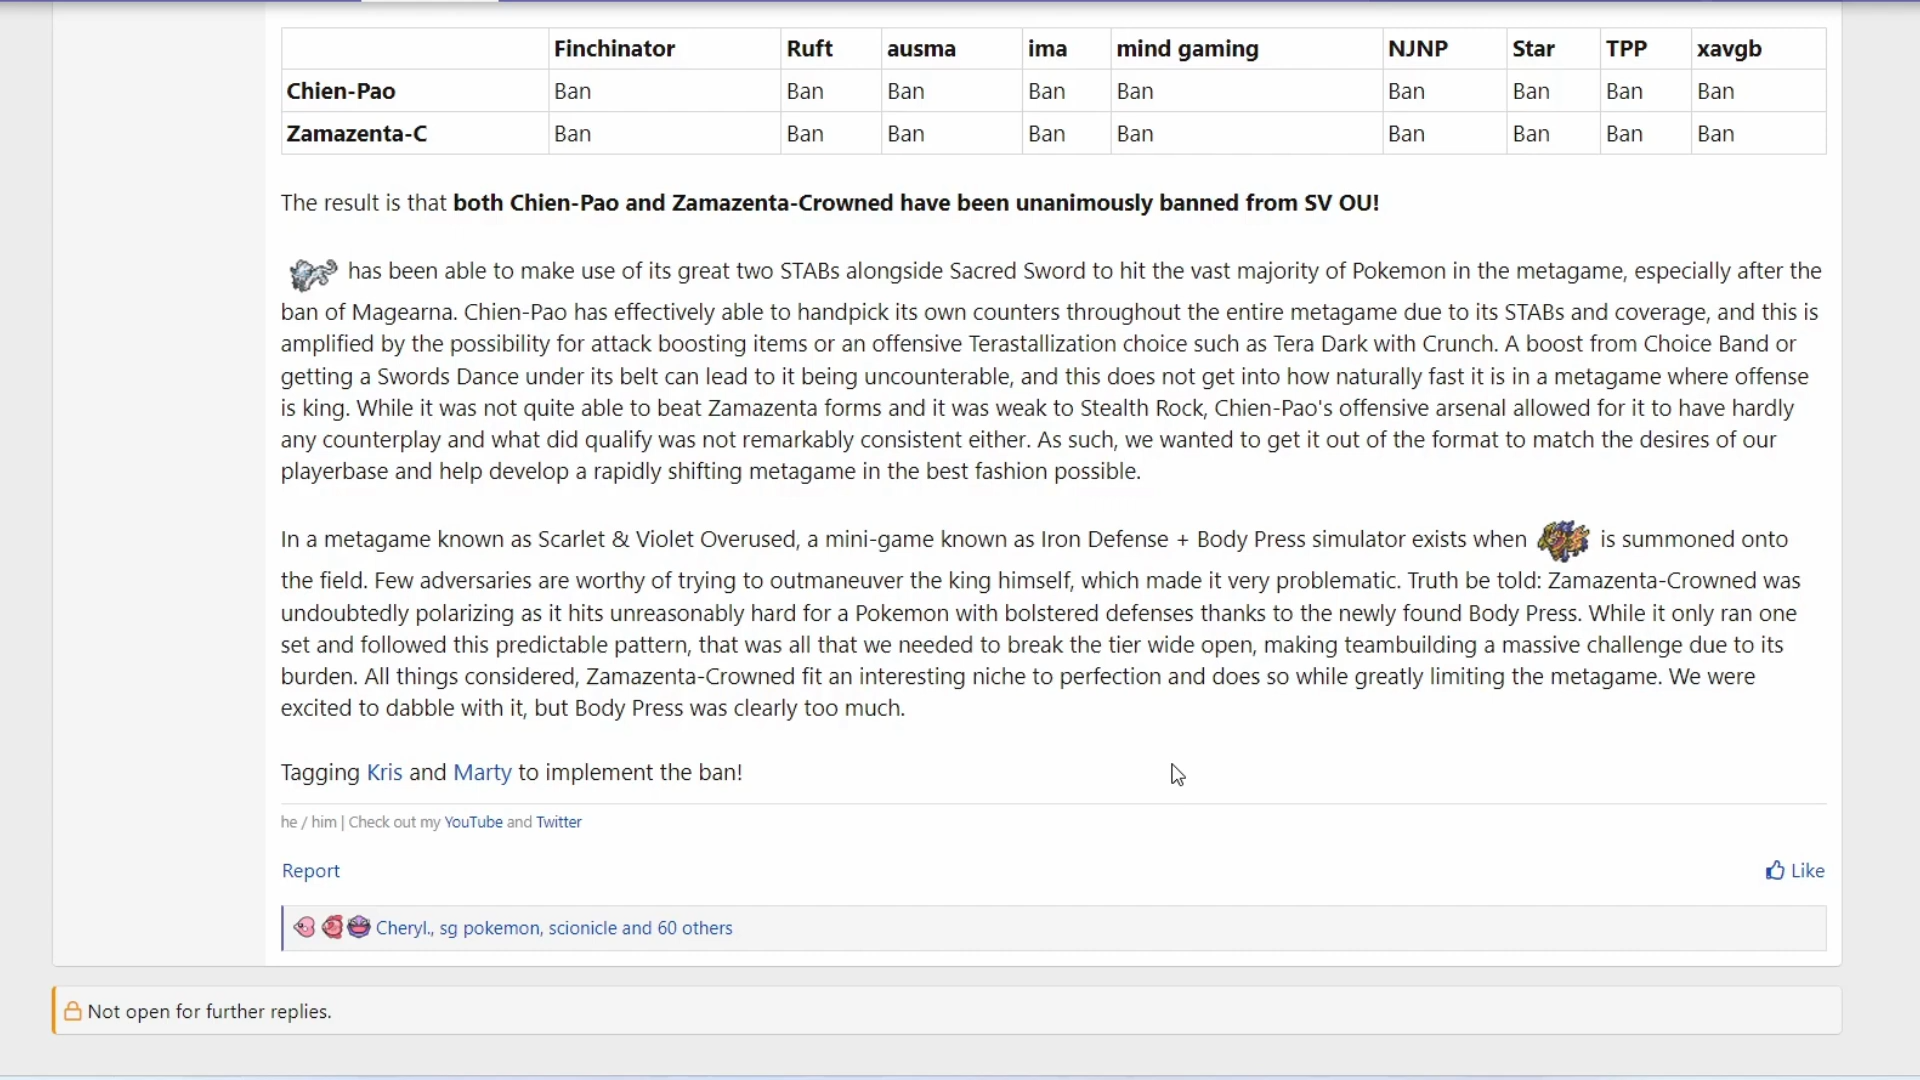 Finchinator Ruft ausma ima mind gaming NJNP Star TPP xavgb
Chien-Pao Ban Ban Ban Ban Ban Ban Ban Ban Ban
Zamazenta-C Ban Ban Ban Ban Ban Ban Ban Ban Ban
The result is that both Chien-Pao and Zamazenta-Crowned have been unanimously banned from SV OU!
has been able to make use of its great two STABs alongside Sacred Sword to hit the vast majority of Pokemon in the metagame, especially after the
ban of Magearna. Chien-Pao has effectively able to handpick its own counters throughout the entire metagame due to its STABs and coverage, and this is
amplified by the possibility for attack boosting items or an offensive Terastallization choice such as Tera Dark with Crunch. A boost from Choice Band or
getting a Swords Dance under its belt can lead to it being uncounterable, and this does not get into how naturally fast it is in a metagame where offense
is king. While it was not quite able to beat Zamazenta forms and it was weak to Stealth Rock, Chien-Pao's offensive arsenal allowed for it to have hardly
any counterplay and what did qualify was not remarkably consistent either. As such, we wanted to get it out of the format to match the desires of our
playerbase and help develop a rapidly shifting metagame in the best fashion possible.
In a metagame known as Scarlet & Violet Overused, a mini-game known as Iron Defense + Body Press simulator exists when is summoned onto
the field. Few adversaries are worthy of trying to outmaneuver the king himself, which made it very problematic. Truth be told: Zamazenta-Crowned was
undoubtedly polarizing as it hits unreasonably hard for a Pokemon with bolstered defenses thanks to the newly found Body Press. While it only ran one
set and followed this predictable pattern, that was all that we needed to break the tier wide open, making teambuilding a massive challenge due to its
burden. All things considered, Zamazenta-Crowned fit an interesting niche to perfection and does so while greatly limiting the metagame. We were
excited to dabble with it, but Body Press was clearly too much.
Tagging Kris and Marty to implement the ban!
he / him | Check out my YouTube and Twitter
Report Like
Cheryl., sg pokemon, scionicle and 60 others
Not open for further replies.